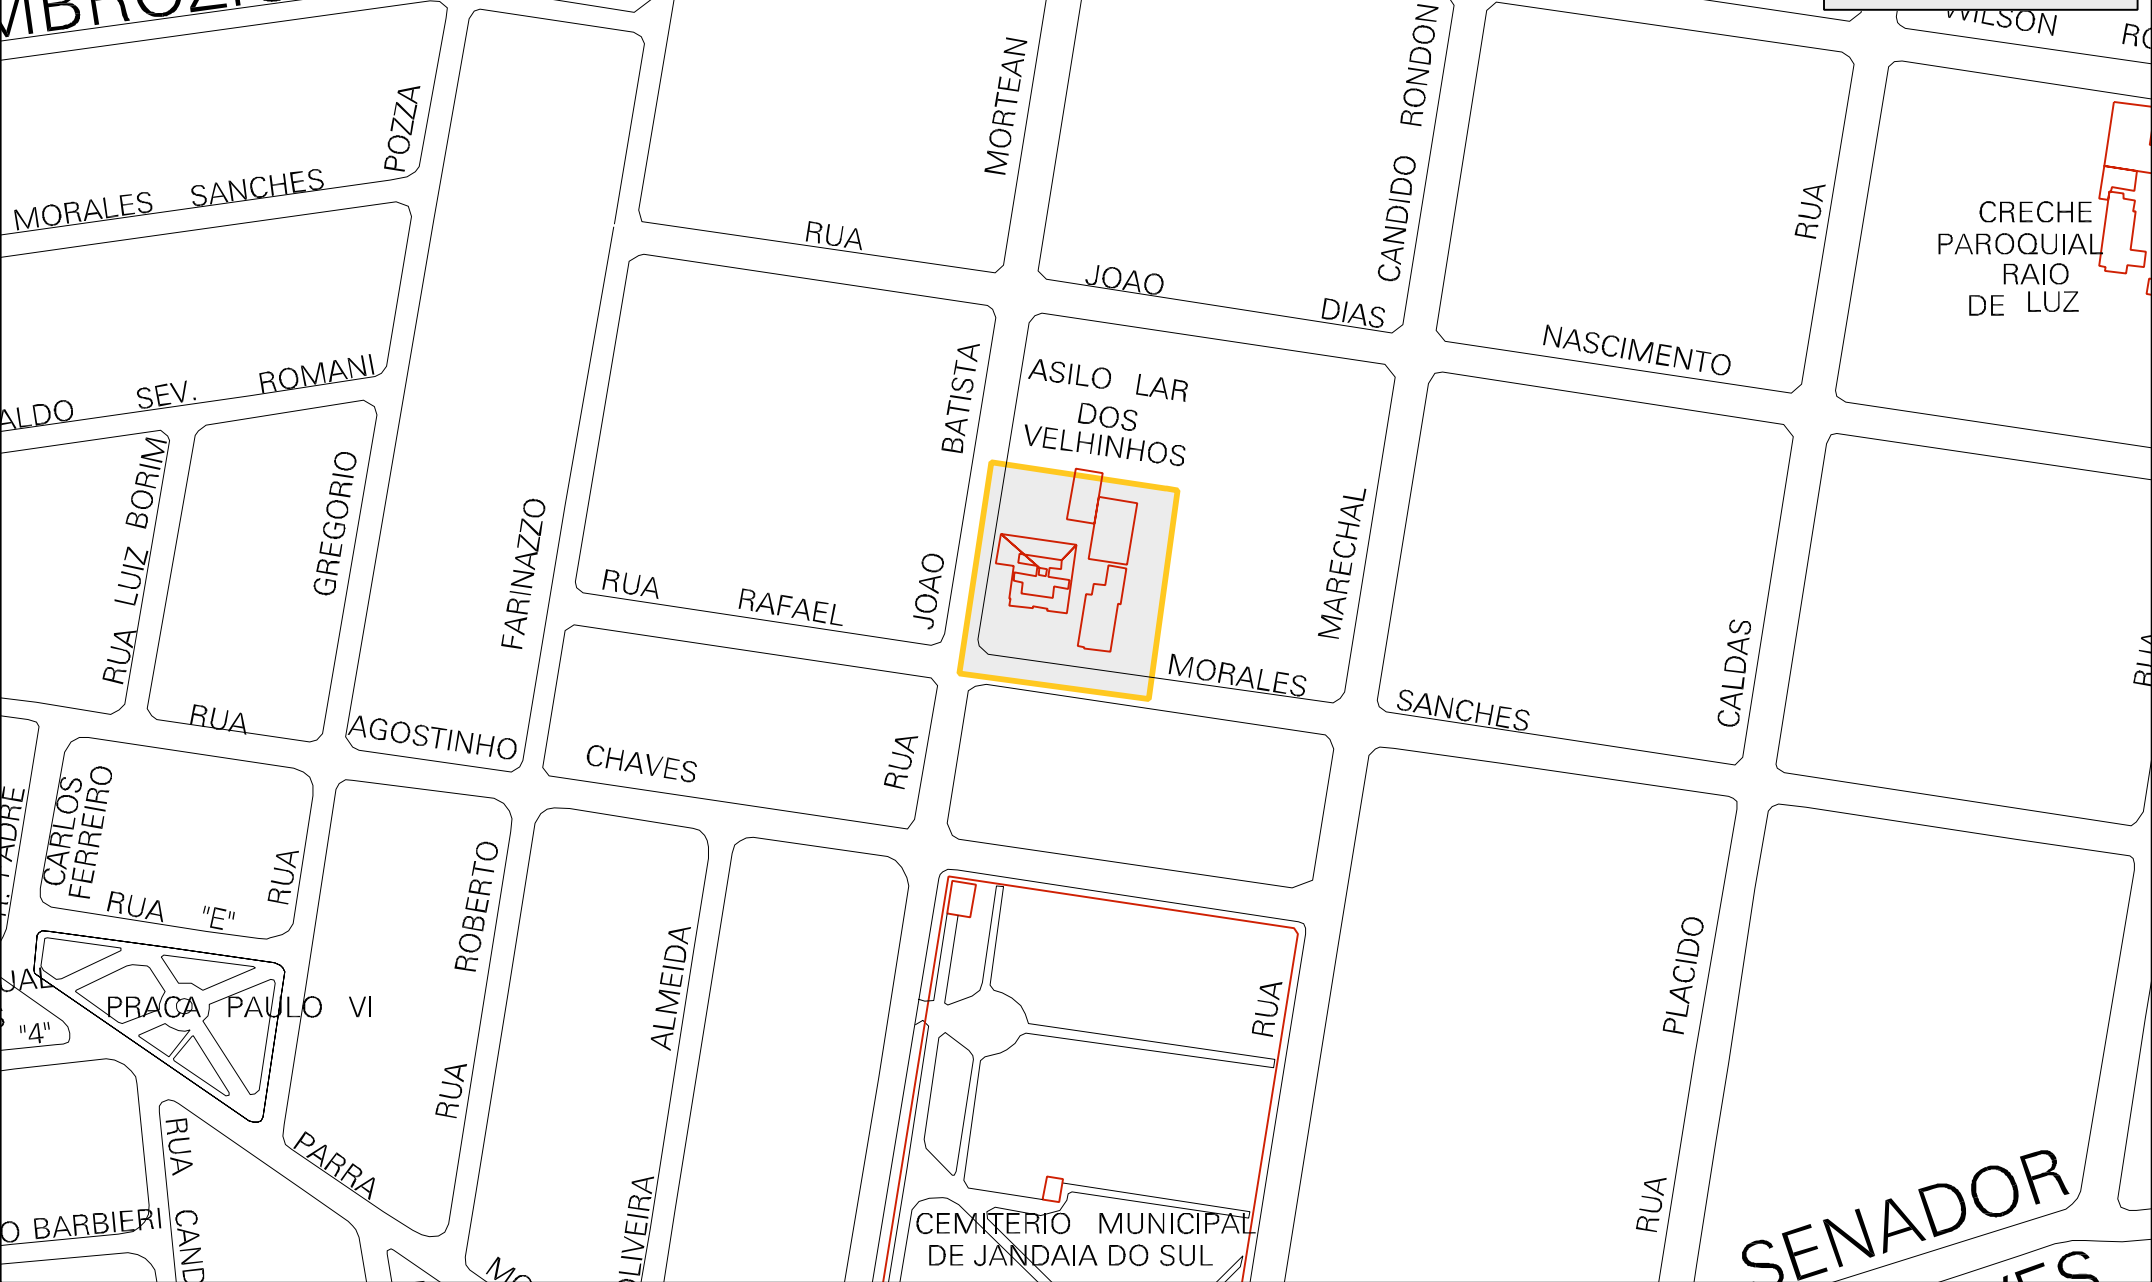 WILSON
POZZA
MORTEAN
CANDIDO RONDON
MORALES SANCHES
RUA
RUA
CRECHE
PAROQUIAL
RAIO
DE LUZ
JOAO
DIAS
NASCIMENTO
ALDO SEV. ROMANI
BATISTA
ASILO LAR
DOS
VELHINHOS
RUA LUIZ BORIM
GREGORIO
FARINAZZO
MARECHAL
RUA RAFAEL
JOAO
MORALES
SANCHES
CALDAS
RUA
RUA
AGOSTINHO
CHAVES
RUA
CARLOS
FERREIRO
RUA
ROBERTO
RUA "E"
ALMEIDA
PLACIDO
RUA
PRACA PAULO VI
"4"
RUA
PARRA
RUA CAND
O BARBIERI
OLIVEIRA
RUA
CEMITERIO MUNICIPAL
DE JANDAIA DO SUL
SENADOR